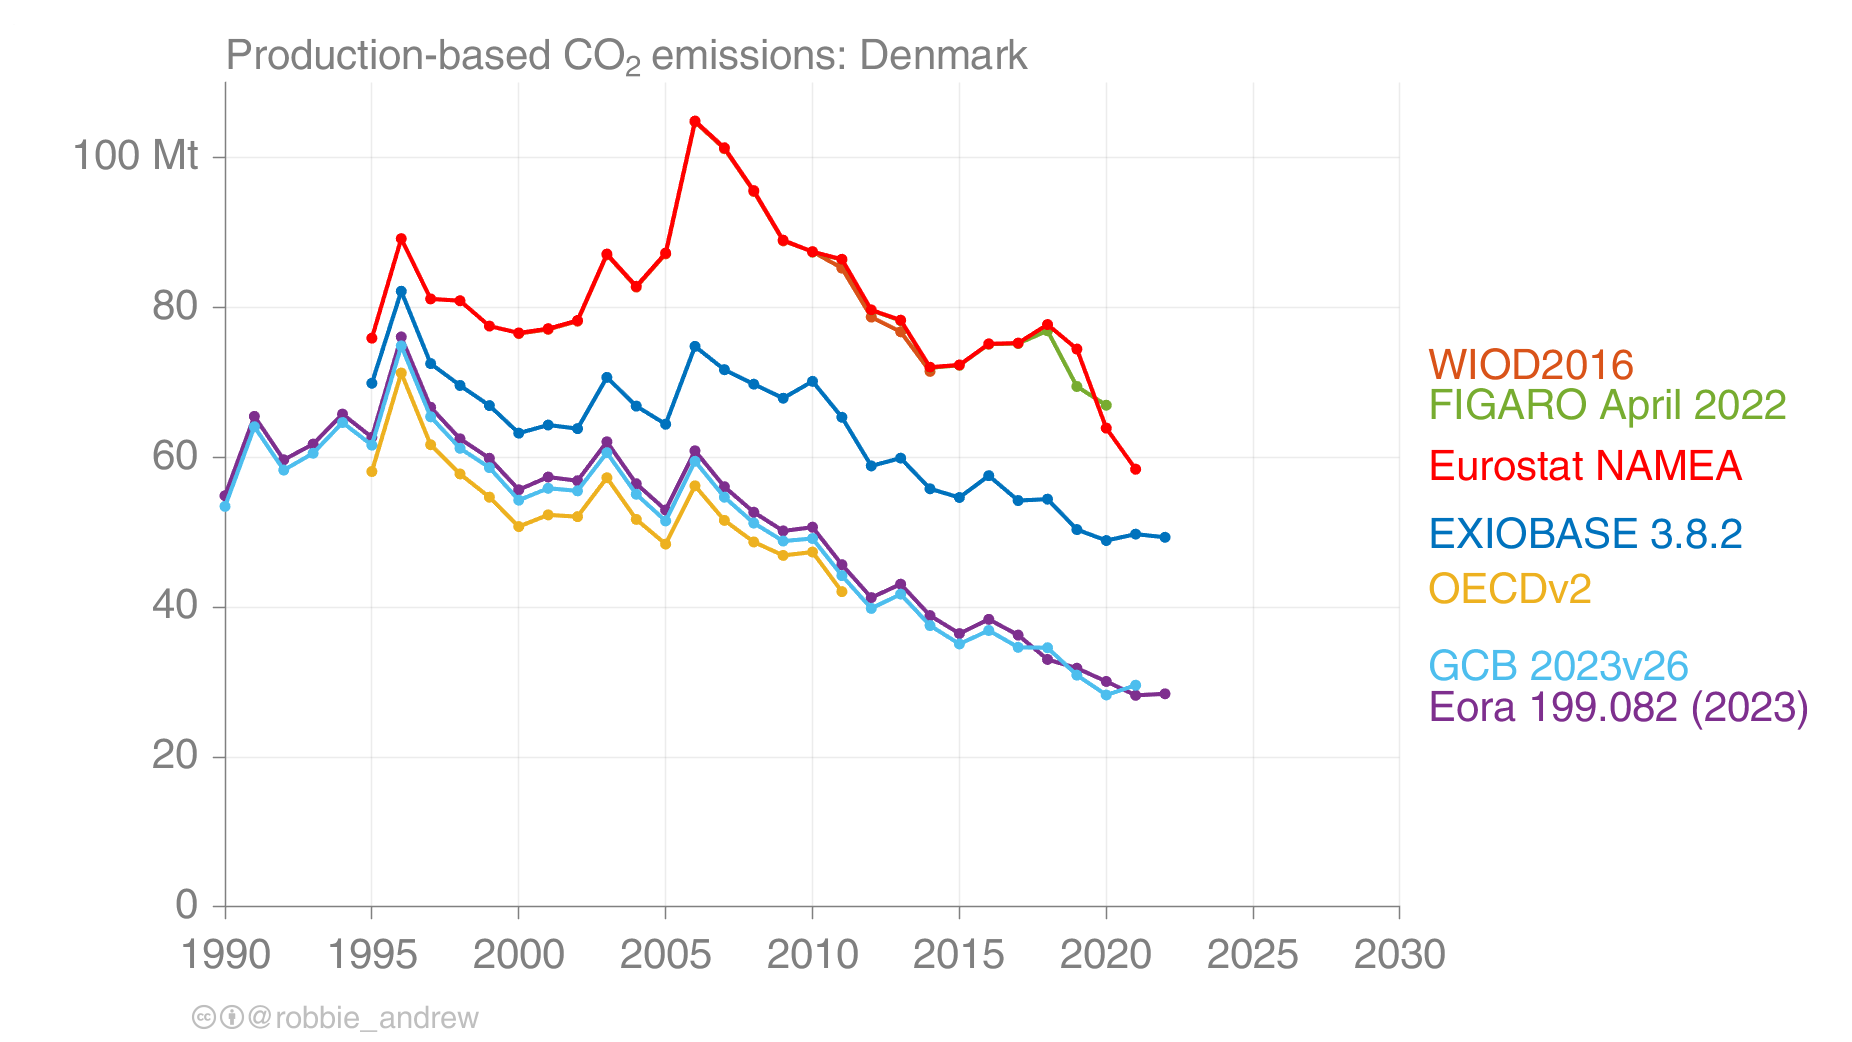 Production-based CO₂ emissions: Denmark
100 Mt
80
60
40
20
0
1990 1995 2000 2005 2010 2015 2020 2025 2030
WIOD2016
FIGARO April 2022
Eurostat NAMEA
EXIOBASE 3.8.2
OECDv2
GCB 2023v26
Eora 199.082 (2023)
cc @robbie_andrew